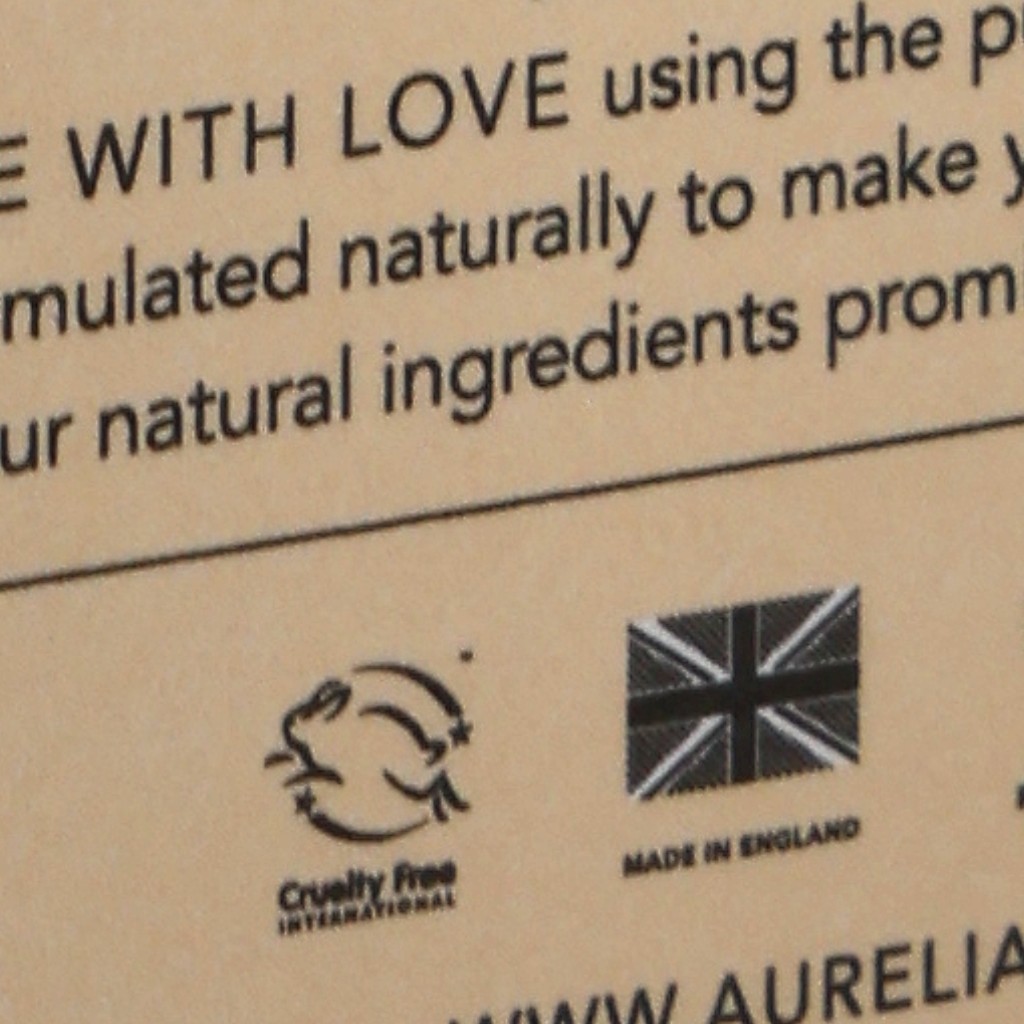 E WITH LOVE using the p
mulated naturally to make y
ur natural ingredients prom
Cruelty Free
INTERNATIONAL
MADE IN ENGLAND
WWW.AURELIA